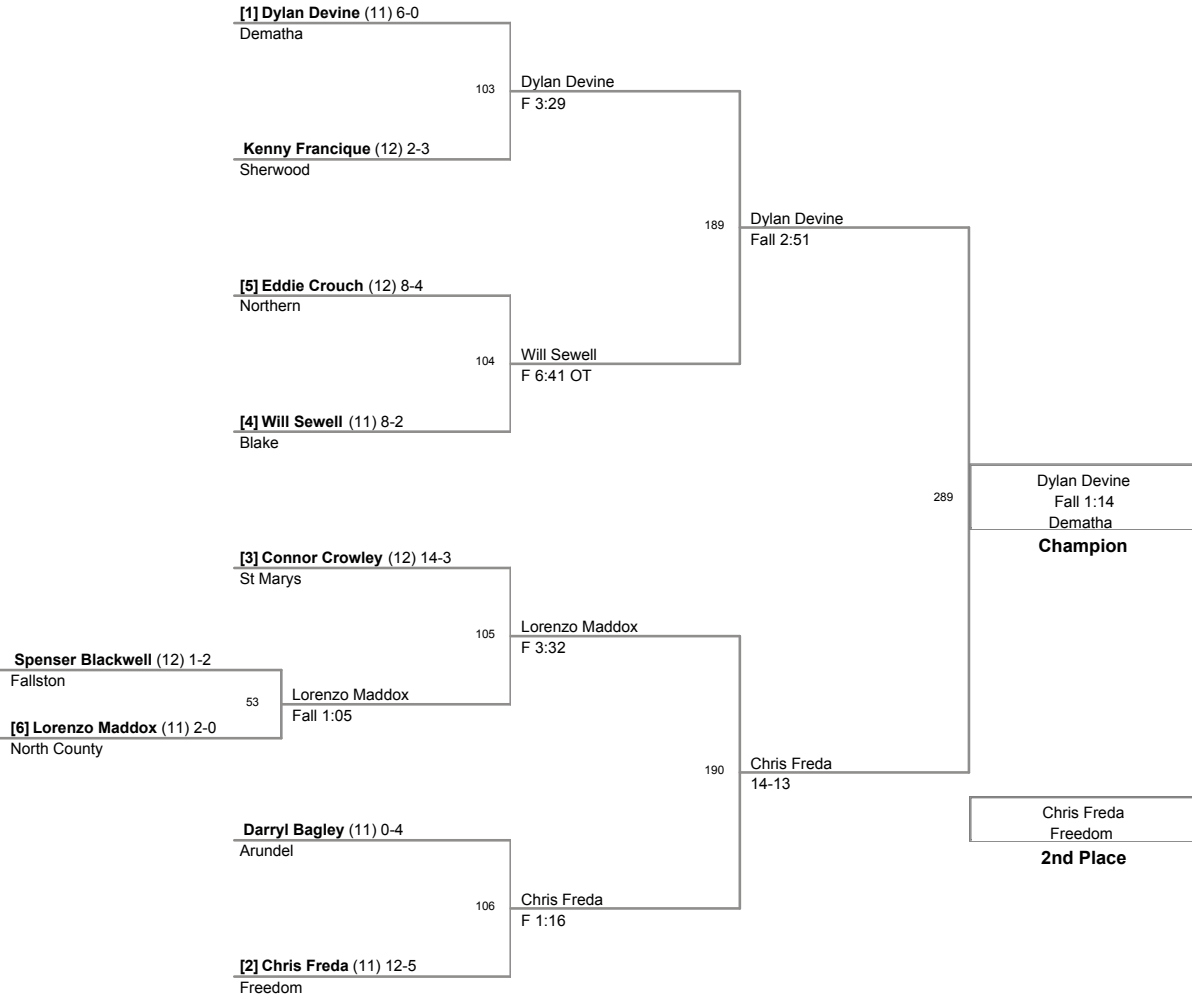 [1] Dylan Devine (11) 6-0
Dematha
103
Dylan Devine
F 3:29
Kenny Francique (12) 2-3
Sherwood
189
Dylan Devine
Fall 2:51
[5] Eddie Crouch (12) 8-4
Northern
104
Will Sewell
F 6:41 OT
[4] Will Sewell (11) 8-2
Blake
289
Dylan Devine
Fall 1:14
Dematha
Champion
[3] Connor Crowley (12) 14-3
St Marys
105
Lorenzo Maddox
F 3:32
Spenser Blackwell (12) 1-2
Fallston
53
Lorenzo Maddox
Fall 1:05
[6] Lorenzo Maddox (11) 2-0
North County
190
Chris Freda
14-13
Darryl Bagley (11) 0-4
Arundel
106
Chris Freda
F 1:16
[2] Chris Freda (11) 12-5
Freedom
Chris Freda
Freedom
2nd Place